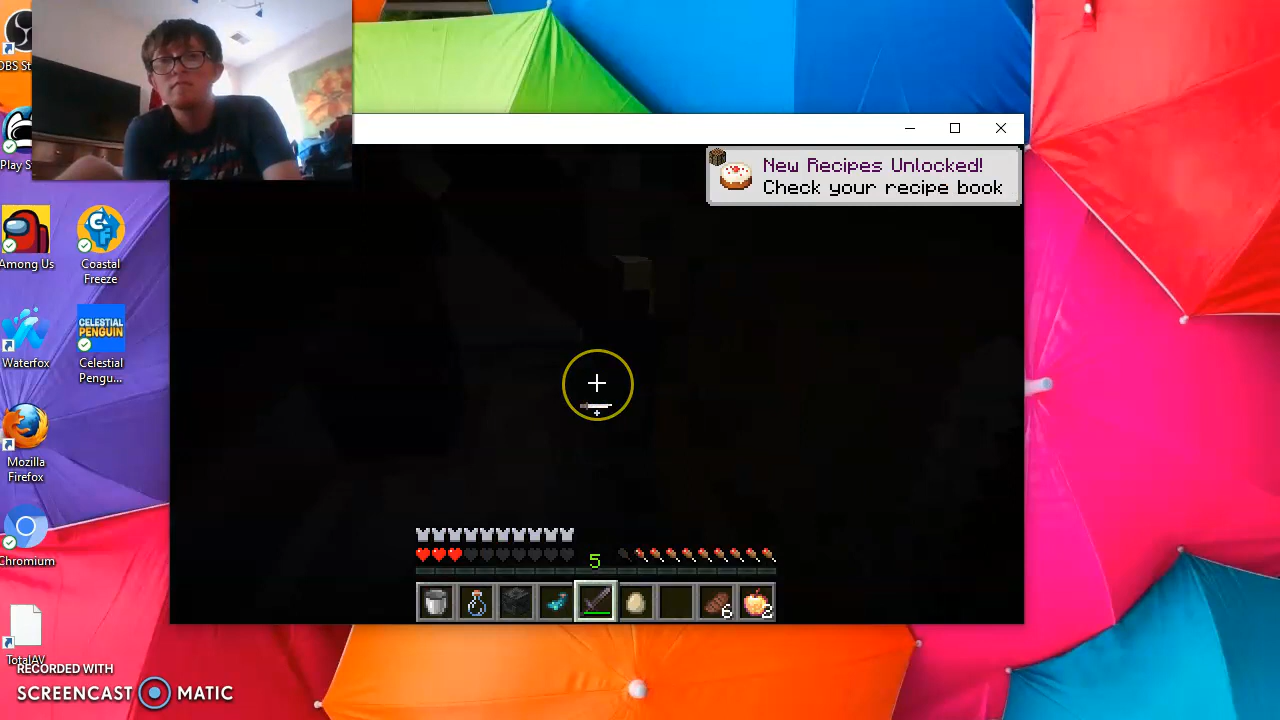 OBS St
Play S
New Recipes Unlocked!
Check your recipe book
Among Us
Coastal
Freeze
Waterfox
CELESTIAL
PENGUIN
Celestial
Pengu...
Mozilla
Firefox
Chromium
5
6
2
TotalAV
RECORDED WITH
SCREENCAST MATIC